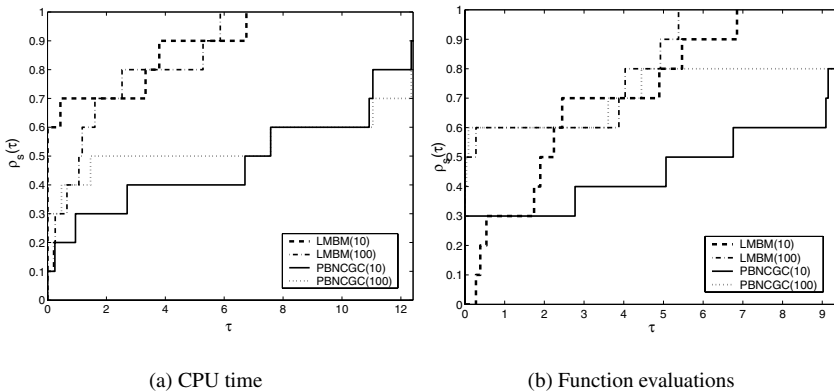 1
0.9
0.8
0.7
0.6
0.5
0.4
0.3
0.2
0.1
0
ρs(τ)
0 2 4 6 8 10 12
τ
LMBM(10)
LMBM(100)
PBNCGC(10)
PBNCGC(100)
(a) CPU time
1
0.9
0.8
0.7
0.6
0.5
0.4
0.3
0.2
0.1
0
ρs(τ)
0 1 2 3 4 5 6 7 8 9
τ
LMBM(10)
LMBM(100)
PBNCGC(10)
PBNCGC(100)
(b) Function evaluations